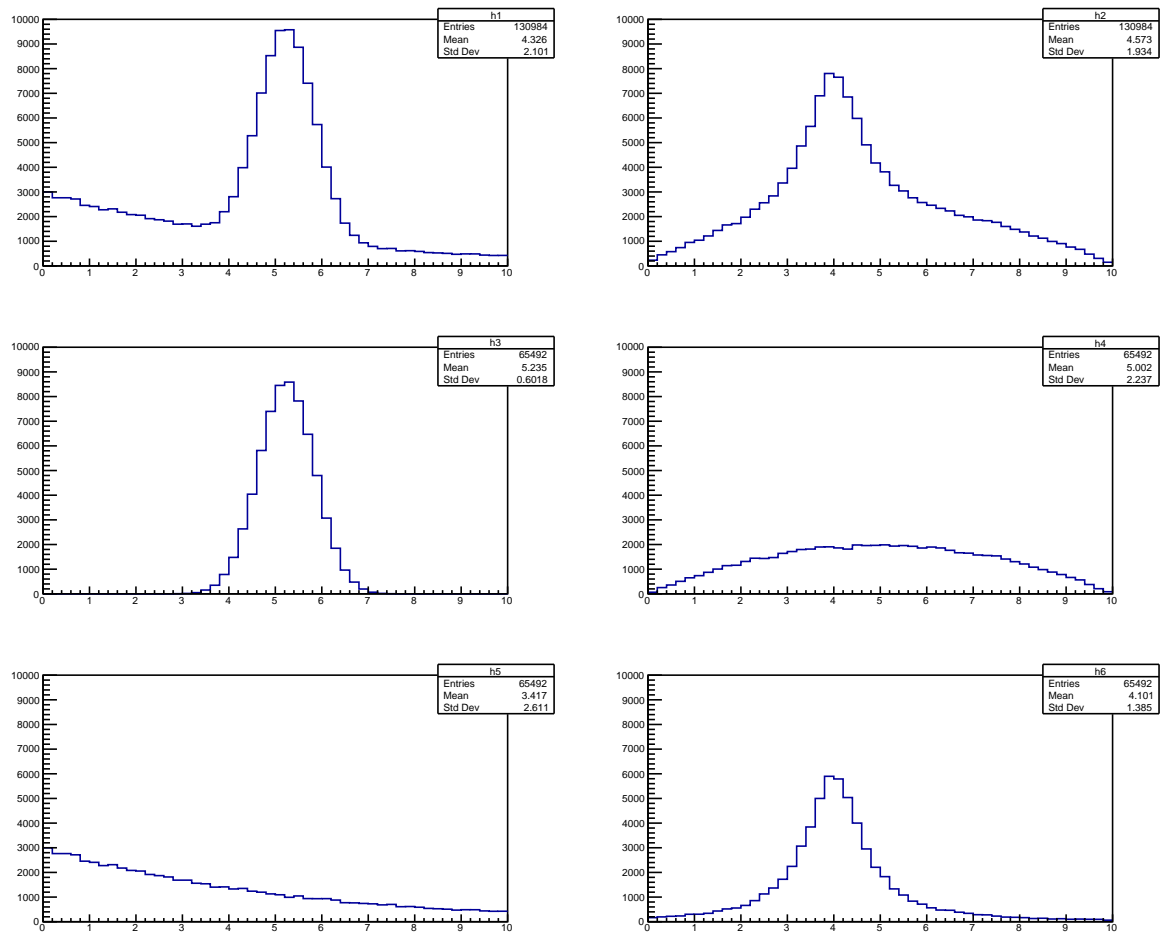 h1
Entries 130984
Mean 4.326
Std Dev 2.101
10000
9000
8000
7000
6000
5000
4000
3000
2000
1000
0
0 1 2 3 4 5 6 7 8 9 10
h2
Entries 130984
Mean 4.573
Std Dev 1.934
10000
9000
8000
7000
6000
5000
4000
3000
2000
1000
0
0 1 2 3 4 5 6 7 8 9 10
h3
Entries 65492
Mean 5.235
Std Dev 0.6018
10000
9000
8000
7000
6000
5000
4000
3000
2000
1000
0
0 1 2 3 4 5 6 7 8 9 10
h4
Entries 65492
Mean 5.002
Std Dev 2.237
10000
9000
8000
7000
6000
5000
4000
3000
2000
1000
0
0 1 2 3 4 5 6 7 8 9 10
h5
Entries 65492
Mean 3.417
Std Dev 2.611
10000
9000
8000
7000
6000
5000
4000
3000
2000
1000
0
0 1 2 3 4 5 6 7 8 9 10
h6
Entries 65492
Mean 4.101
Std Dev 1.385
10000
9000
8000
7000
6000
5000
4000
3000
2000
1000
0
0 1 2 3 4 5 6 7 8 9 10